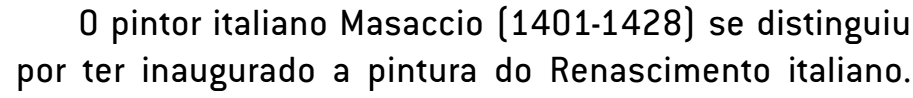 O pintor italiano Masaccio (1401-1428) se distinguiu
por ter inaugurado a pintura do Renascimento italiano.